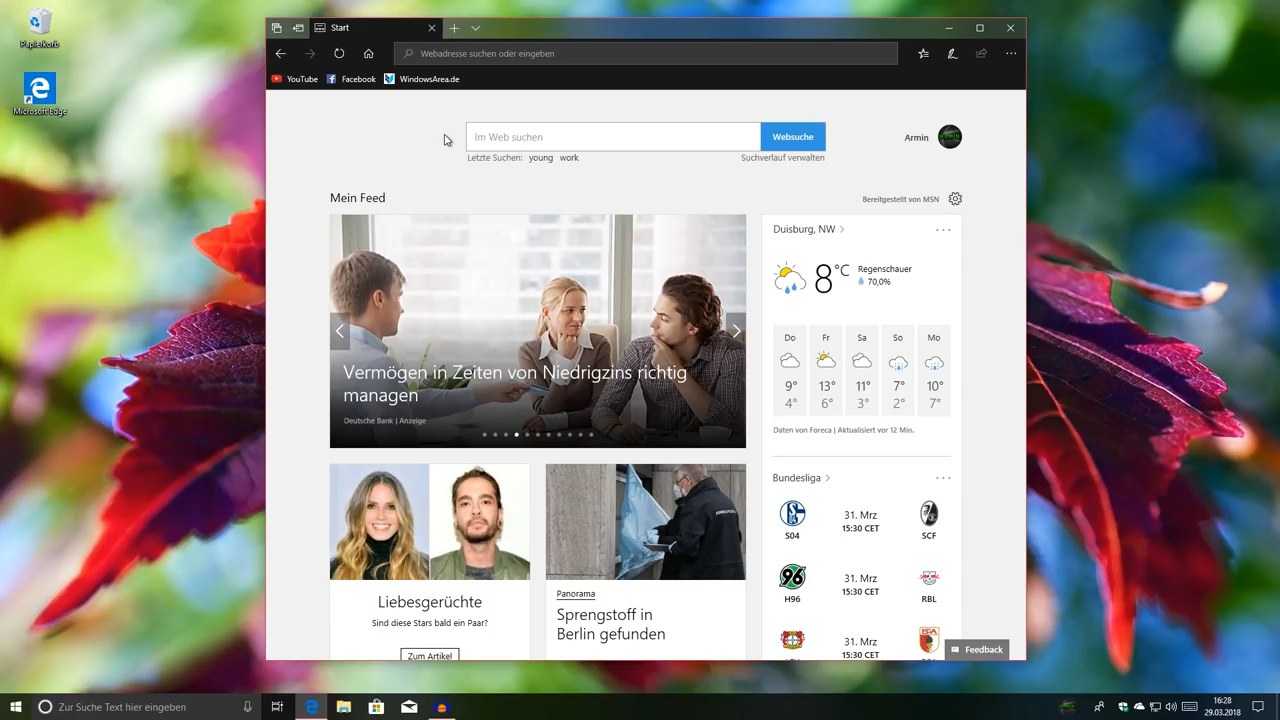 Papierkorb
Microsoft Edge
Start
Webadresse suchen oder eingeben
YouTube
Facebook
WindowsArea.de
Im Web suchen
Websuche
Armin
Letzte Suchen: young work
Suchverlauf verwalten
Mein Feed
Bereitgestellt von MSN
Vermögen in Zeiten von Niedrigzins richtig
managen
Deutsche Bank | Anzeige
Duisburg, NW
8°C
Regenschauer
70,0%
Do Fr Sa So Mo
9° 13° 11° 7° 10°
4° 6° 3° 2° 7°
Daten von Foreca | Aktualisiert vor 12 Min.
Bundesliga
31. Mrz
15:30 CET
S04 SCF
31. Mrz
15:30 CET
H96 RBL
31. Mrz
15:30 CET
Liebesgerüchte
Sind diese Stars bald ein Paar?
Zum Artikel
Panorama
Sprengstoff in
Berlin gefunden
Feedback
Zur Suche Text hier eingeben
16:28
29.03.2018